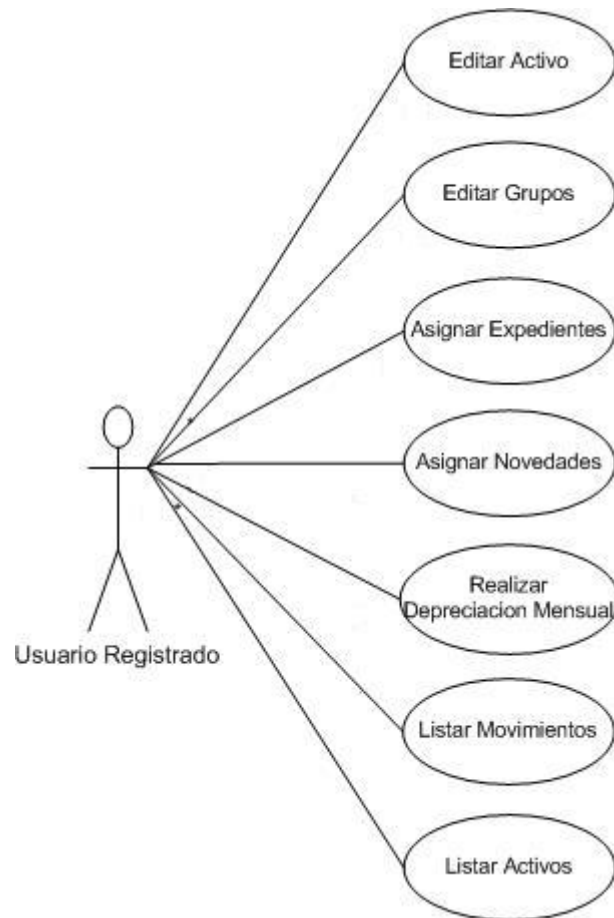 Editar Activo
Editar Grupos
Asignar Expedientes
Asignar Novedades
Realizar
Depreciacion Mensual
Listar Movimientos
Listar Activos
Usuario Registrado